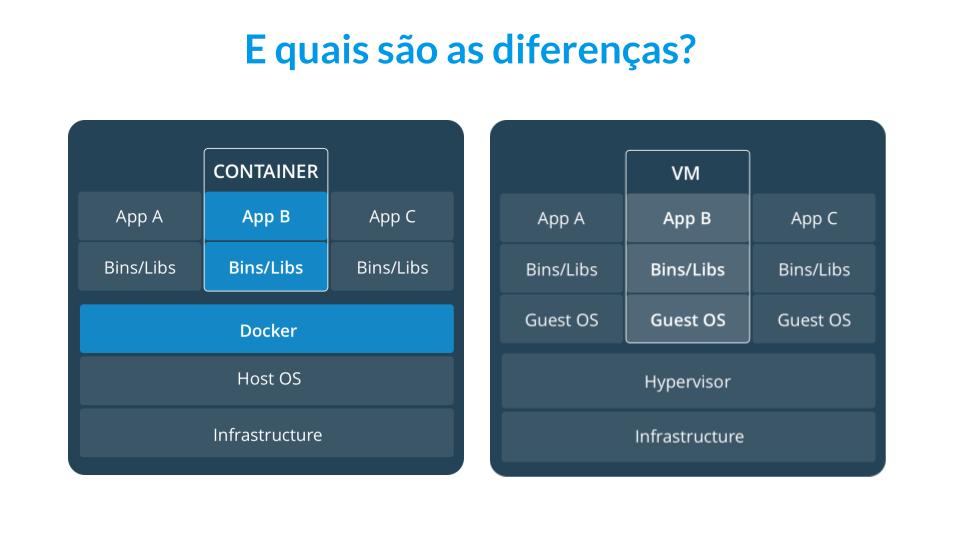 E quais são as diferenças?
CONTAINER
App A App B App C
Bins/Libs Bins/Libs Bins/Libs
Docker
Host OS
Infrastructure
VM
App A App B App C
Bins/Libs Bins/Libs Bins/Libs
Guest OS Guest OS Guest OS
Hypervisor
Infrastructure